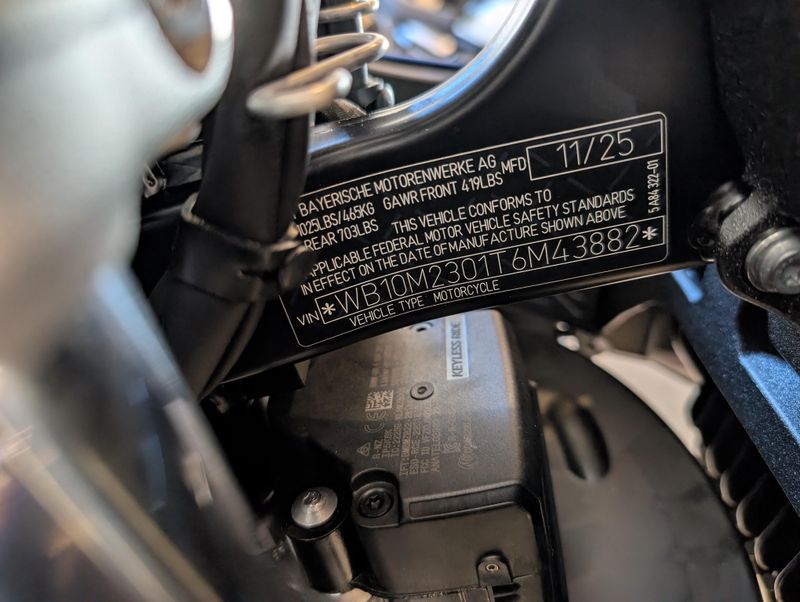 BAYERISCHE MOTORENWERKE AG MFD 11/25
1025LBS/465KG GAWR FRONT 419LBS
REAR 703LBS THIS VEHICLE CONFORMS TO
APPLICABLE FEDERAL MOTOR VEHICLE SAFETY STANDARDS
IN EFFECT ON THE DATE OF MANUFACTURE SHOWN ABOVE
VIN *WB10M2301T6M43882*
VEHICLE TYPE MOTORCYCLE
5 A84 322-01
KEYLESS RIDE